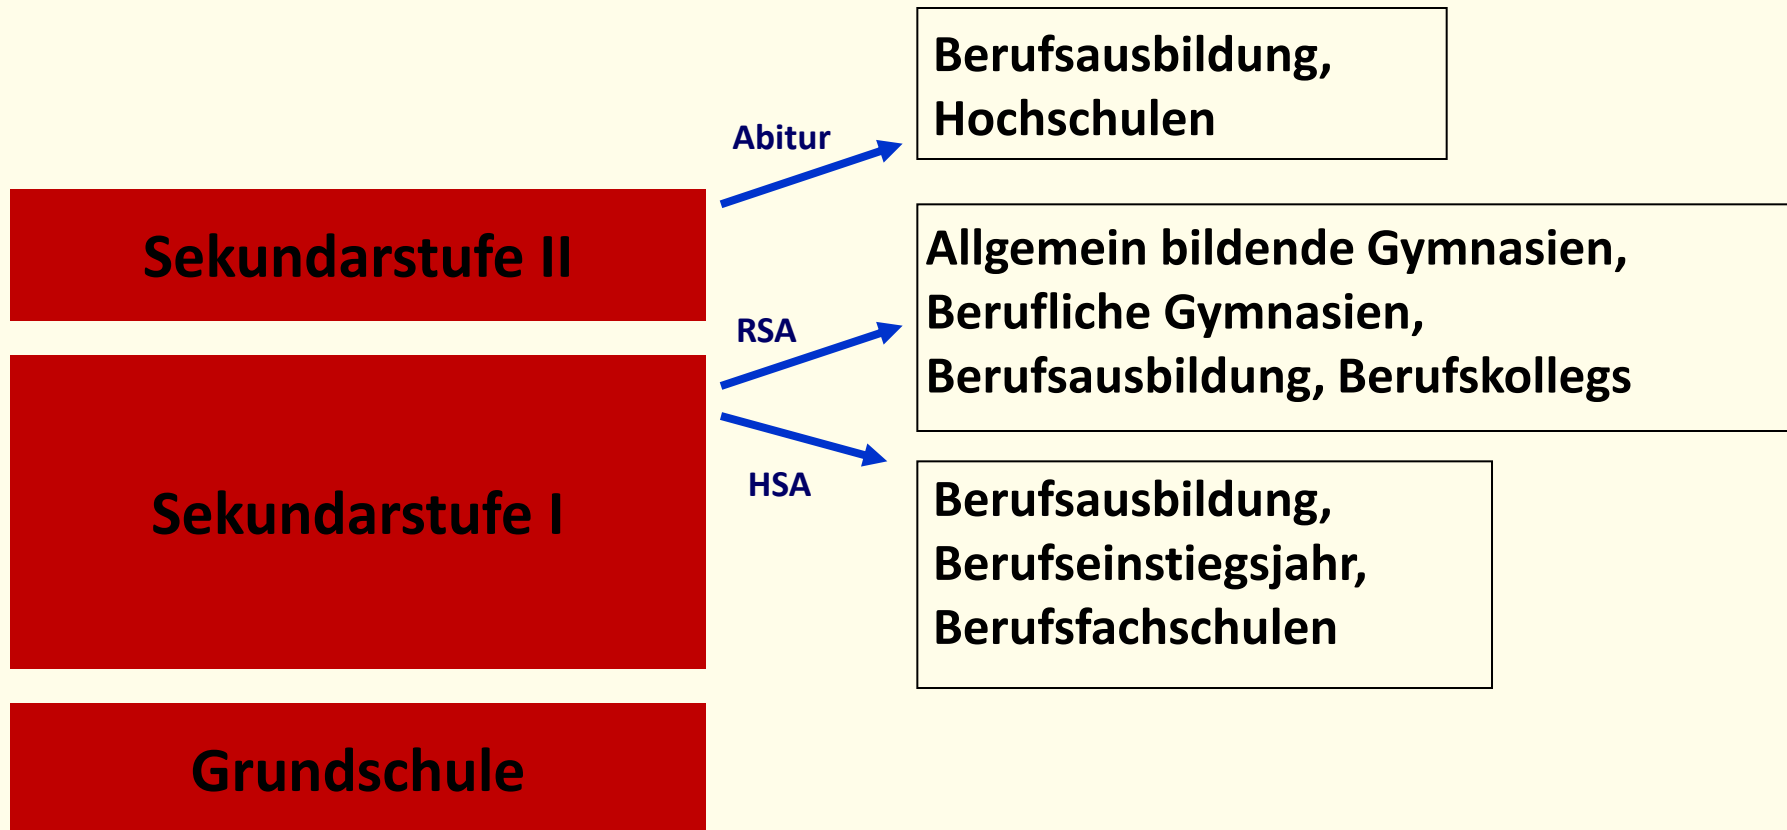 Berufsausbildung,
Hochschulen
Abitur
Sekundarstufe II
Allgemein bildende Gymnasien,
Berufliche Gymnasien,
Berufsausbildung, Berufskollegs
RSA
Sekundarstufe I
HSA
Berufsausbildung,
Berufseinstiegsjahr,
Berufsfachschulen
Grundschule